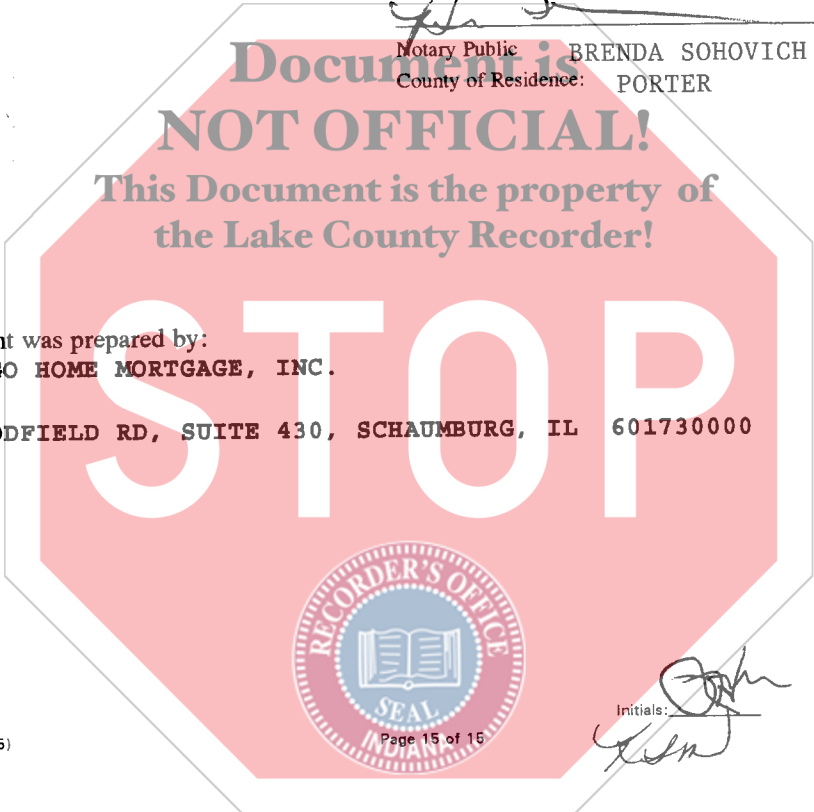 Notary Public BRENDA SOHOVICH
County of Residence: PORTER
Document is
NOT OFFICIAL!
This Document is the property of
the Lake County Recorder!
nt was prepared by:
O HOME MORTGAGE, INC.
DFIELD RD, SUITE 430, SCHAUMBURG, IL 601730000
STOP
RECORDER'S OFFICE
SEAL
INDIANA
Initials:
Page 15 of 15